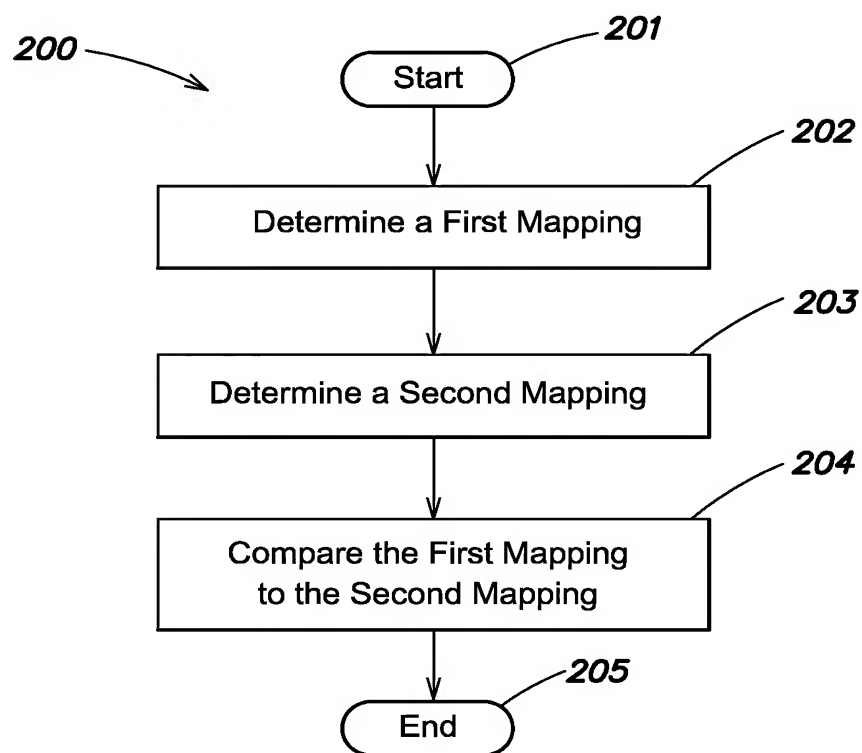 200
201
Start
202
Determine a First Mapping
203
Determine a Second Mapping
204
Compare the First Mapping
to the Second Mapping
205
End